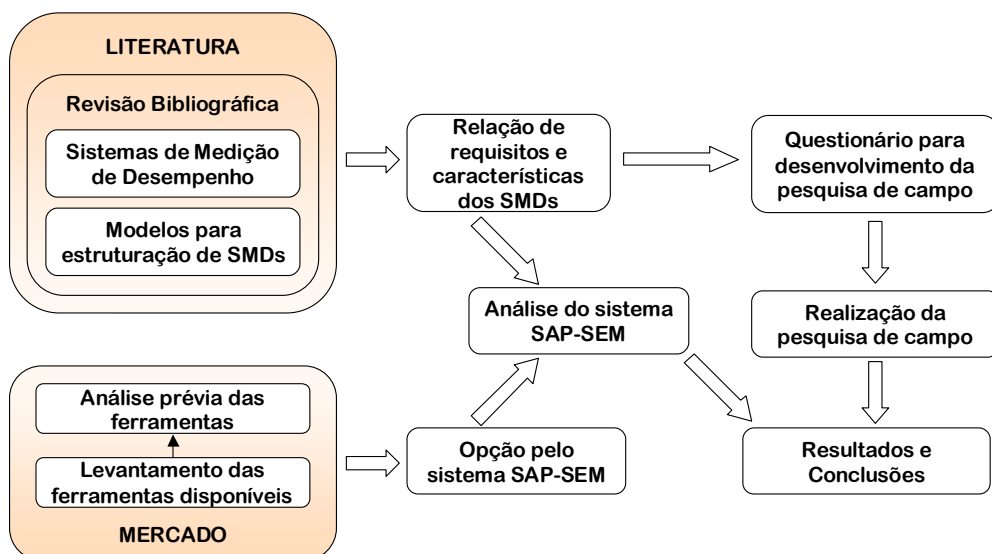 LITERATURA
Revisão Bibliográfica
Sistemas de Medição
de Desempenho
Modelos para
estruturação de SMDs
Relação de
requisitos e
características
dos SMDs
Questionário para
desenvolvimento da
pesquisa de campo
Análise do sistema
SAP-SEM
Realização da
pesquisa de campo
Análise prévia das
ferramentas
Levantamento das
ferramentas disponíveis
MERCADO
Opção pelo
sistema SAP-SEM
Resultados e
Conclusões